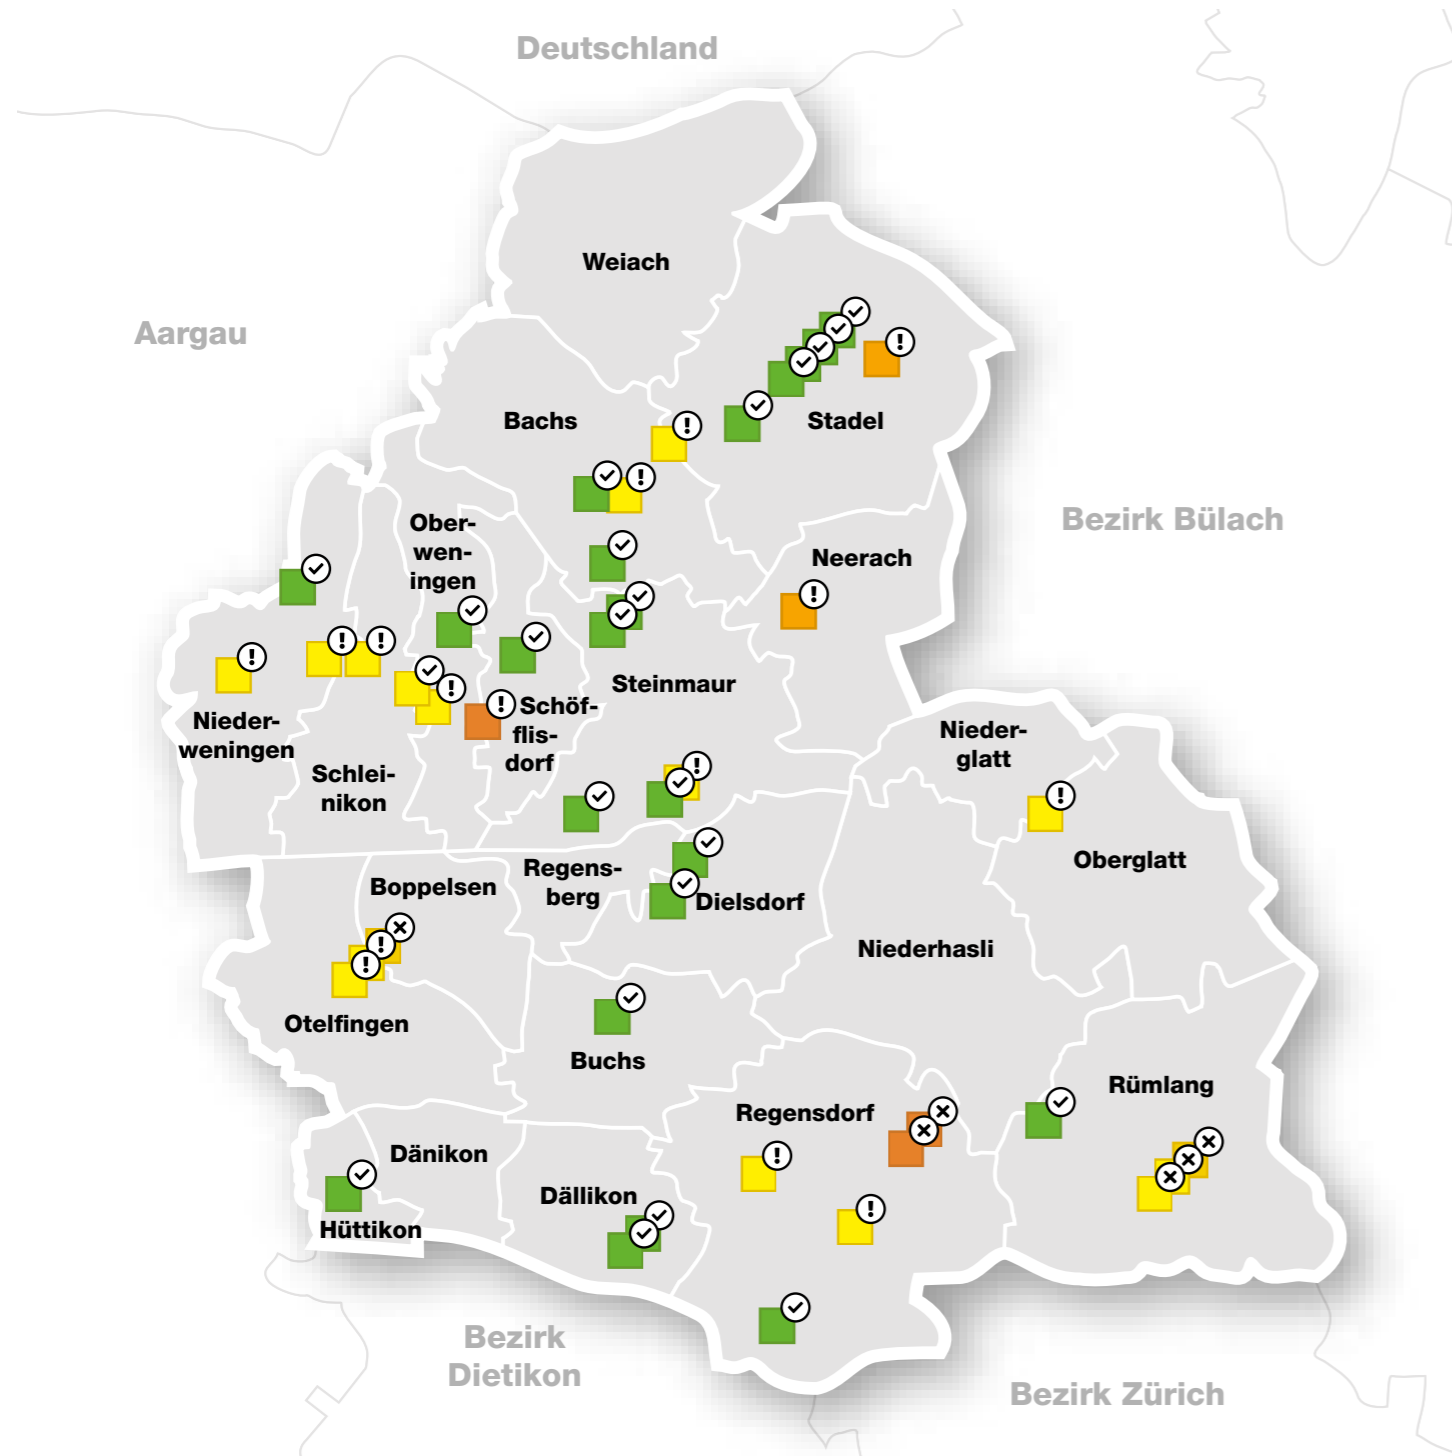 Deutschland
Weiach
Aargau
Bachs
Stadel
Ober-
wen-
ingen
Bezirk Bülach
Neerach
Steinmaur
Nieder-
weningen
Schöf-
flis-
dorf
Nieder-
glatt
Schlei-
nikon
Oberglatt
Regens-
berg
Boppelsen
Dielsdorf
Niederhasli
Otelfingen
Buchs
Rümlang
Regensdorf
Dänikon
Dällikon
Hüttikon
Bezirk
Dietikon
Bezirk Zürich